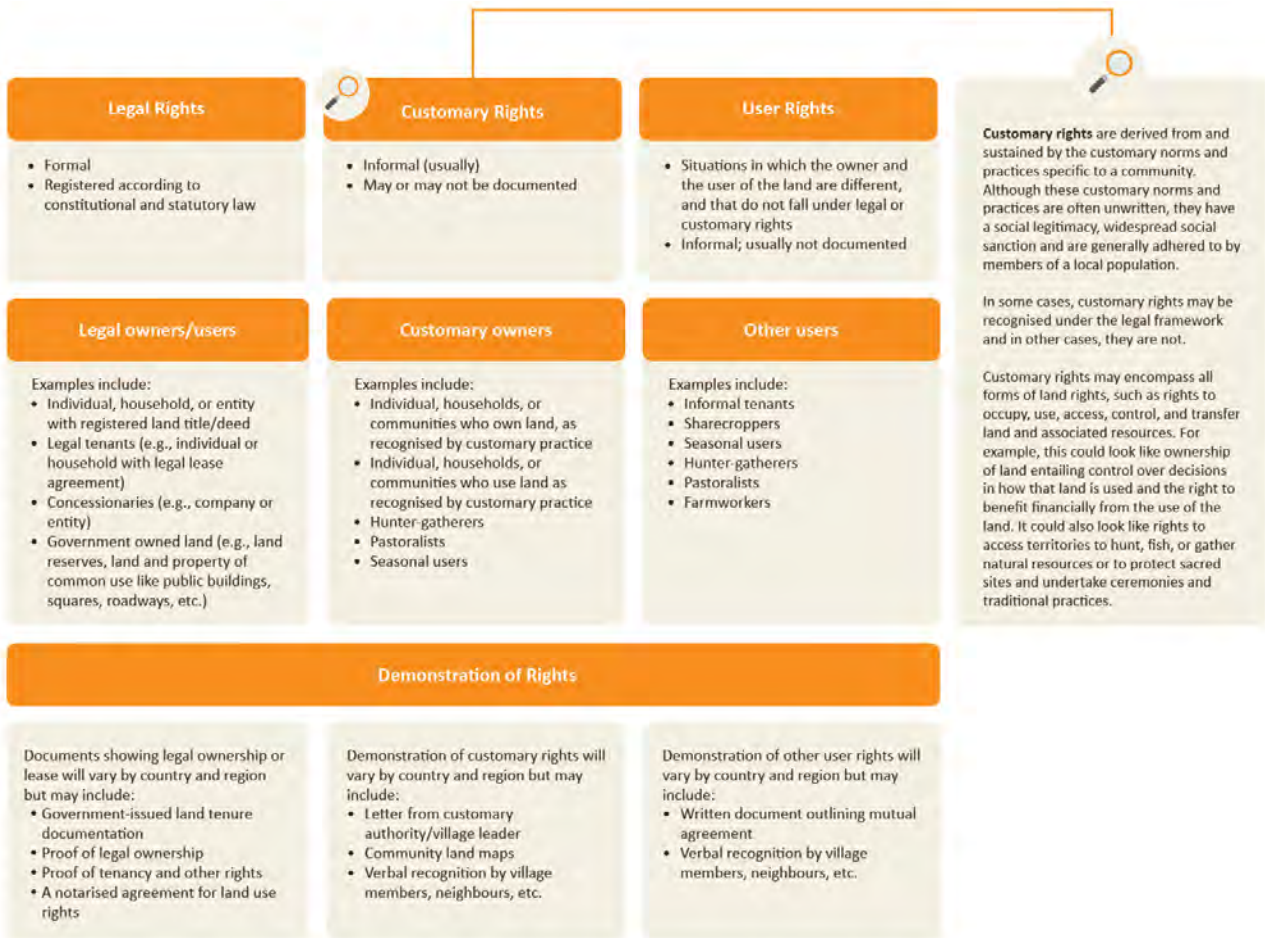 Legal Rights
• Formal
• Registered according to
constitutional and statutory law
Customary Rights
• Informal (usually)
• May or may not be documented
User Rights
• Situations in which the owner and
the user of the land are different,
and that do not fall under legal or
customary rights
• Informal; usually not documented
Legal owners/users
Examples include:
• Individual, household, or entity
with registered land title/deed
• Legal tenants (e.g., individual or
household with legal lease
agreement)
• Concessionaries (e.g., company or
entity)
• Government owned land (e.g., land
reserves, land and property of
common use like public buildings,
squares, roadways, etc.)
Customary owners
Examples include:
• Individual, households, or
communities who own land, as
recognised by customary practice
• Individual, households, or
communities who use land as
recognised by customary practice
• Hunter-gatherers
• Pastoralists
• Seasonal users
Other users
Examples include:
• Informal tenants
• Sharecroppers
• Seasonal users
• Hunter-gatherers
• Pastoralists
• Farmworkers
Customary rights are derived from and
sustained by the customary norms and
practices specific to a community.
Although these customary norms and
practices are often unwritten, they have
a social legitimacy, widespread social
sanction and are generally adhered to by
members of a local population.
In some cases, customary rights may be
recognised under the legal framework
and in other cases, they are not.
Customary rights may encompass all
forms of land rights, such as rights to
occupy, use, access, control, and transfer
land and associated resources. For
example, this could look like ownership
of land entailing control over decisions
in how that land is used and the right to
benefit financially from the use of the
land. It could also look like rights to
access territories to hunt, fish, or gather
natural resources or to protect sacred
sites and undertake ceremonies and
traditional practices.
Demonstration of Rights
Documents showing legal ownership or
lease will vary by country and region
but may include:
• Government-issued land tenure
documentation
• Proof of legal ownership
• Proof of tenancy and other rights
• A notarised agreement for land use
rights
Demonstration of customary rights will
vary by country and region but may
include:
• Letter from customary
authority/village leader
• Community land maps
• Verbal recognition by village
members, neighbours, etc.
Demonstration of other user rights will
vary by country and region but may
include:
• Written document outlining mutual
agreement
• Verbal recognition by village
members, neighbours, etc.